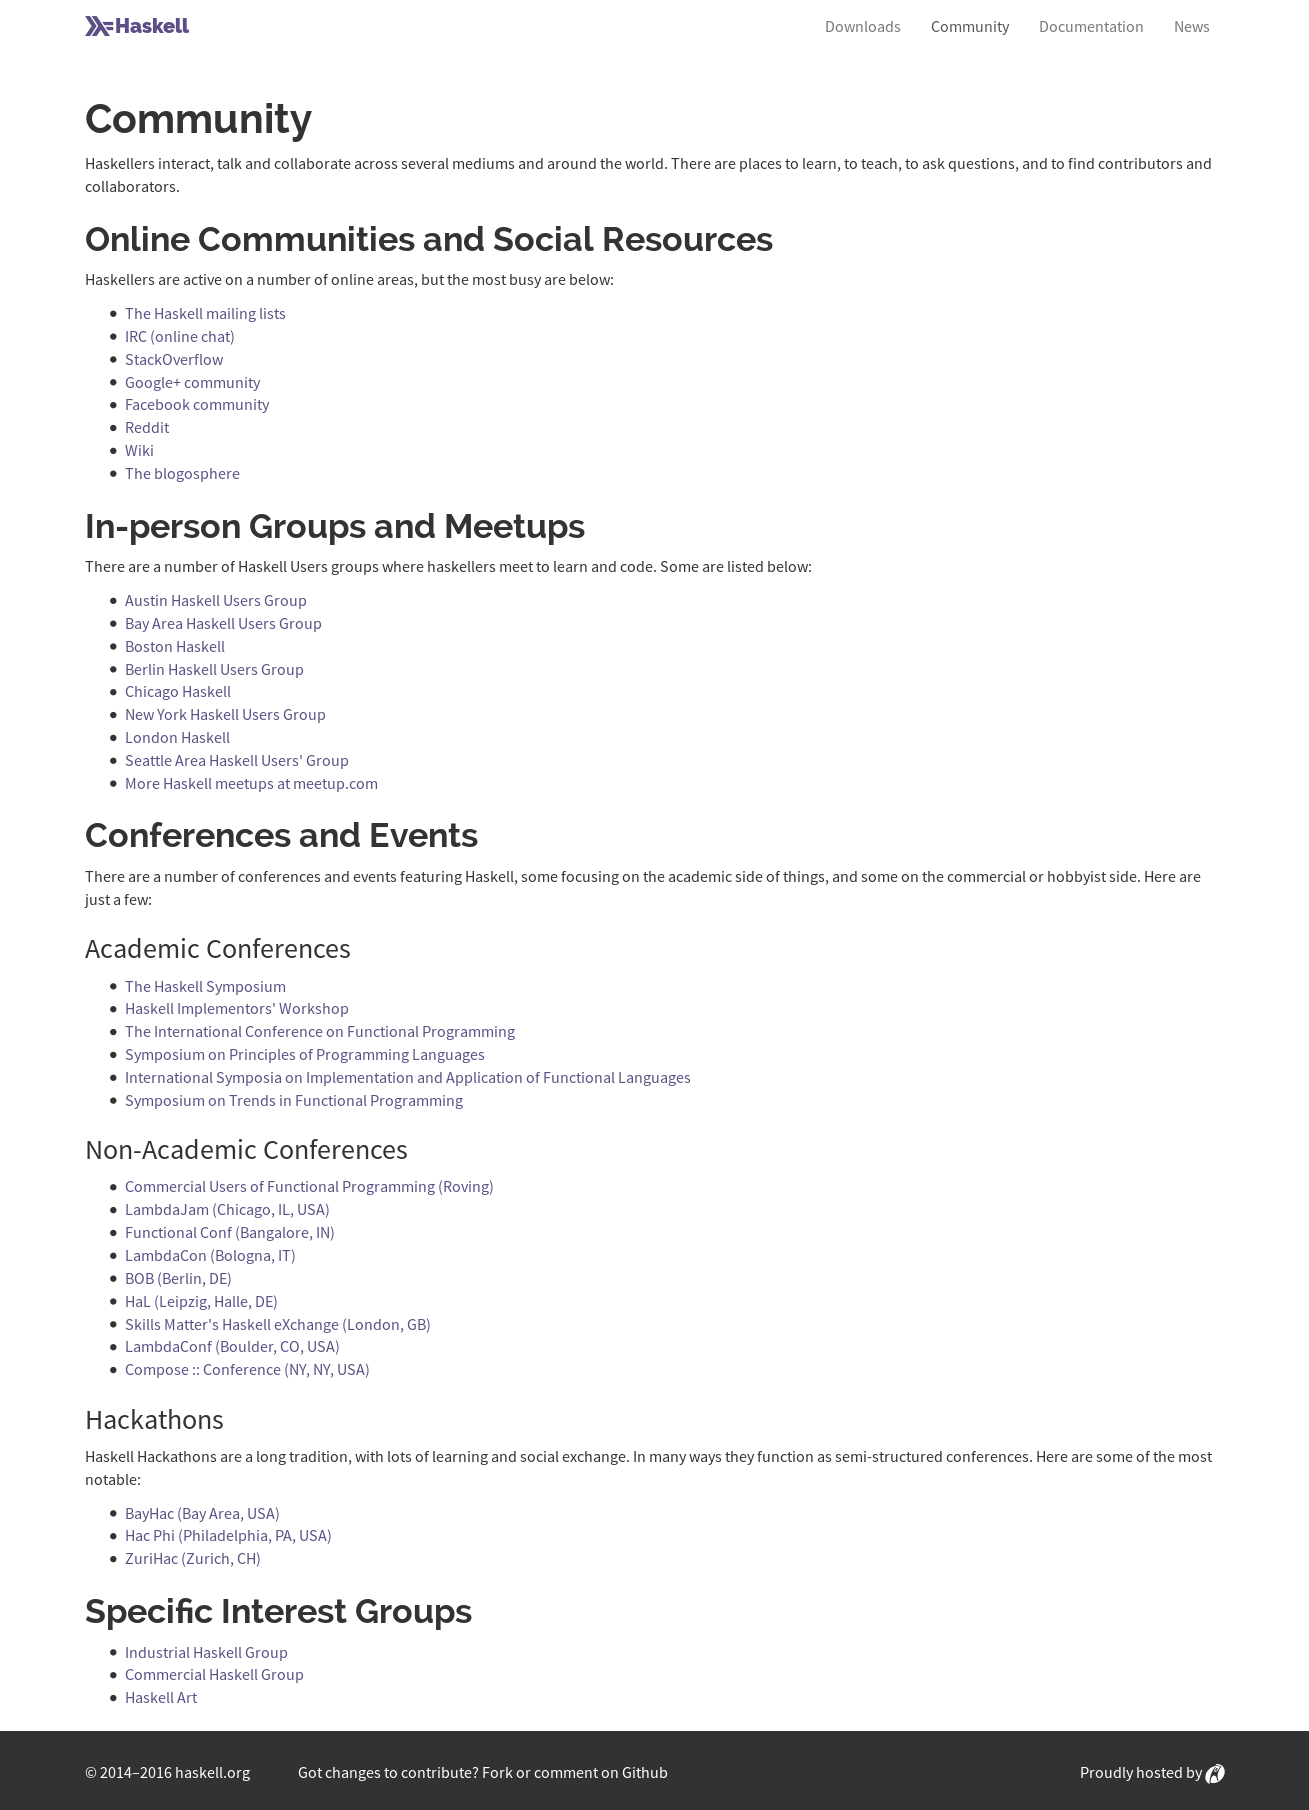 Haskell
Downloads Community Documentation News
Community
Haskellers interact, talk and collaborate across several mediums and around the world. There are places to learn, to teach, to ask questions, and to find contributors and
collaborators.
Online Communities and Social Resources
Haskellers are active on a number of online areas, but the most busy are below:
The Haskell mailing lists
IRC (online chat)
StackOverflow
Google+ community
Facebook community
Reddit
Wiki
The blogosphere
In-person Groups and Meetups
There are a number of Haskell Users groups where haskellers meet to learn and code. Some are listed below:
Austin Haskell Users Group
Bay Area Haskell Users Group
Boston Haskell
Berlin Haskell Users Group
Chicago Haskell
New York Haskell Users Group
London Haskell
Seattle Area Haskell Users' Group
More Haskell meetups at meetup.com
Conferences and Events
There are a number of conferences and events featuring Haskell, some focusing on the academic side of things, and some on the commercial or hobbyist side. Here are
just a few:
Academic Conferences
The Haskell Symposium
Haskell Implementors' Workshop
The International Conference on Functional Programming
Symposium on Principles of Programming Languages
International Symposia on Implementation and Application of Functional Languages
Symposium on Trends in Functional Programming
Non-Academic Conferences
Commercial Users of Functional Programming (Roving)
LambdaJam (Chicago, IL, USA)
Functional Conf (Bangalore, IN)
LambdaCon (Bologna, IT)
BOB (Berlin, DE)
HaL (Leipzig, Halle, DE)
Skills Matter's Haskell eXchange (London, GB)
LambdaConf (Boulder, CO, USA)
Compose :: Conference (NY, NY, USA)
Hackathons
Haskell Hackathons are a long tradition, with lots of learning and social exchange. In many ways they function as semi-structured conferences. Here are some of the most
notable:
BayHac (Bay Area, USA)
Hac Phi (Philadelphia, PA, USA)
ZuriHac (Zurich, CH)
Specific Interest Groups
Industrial Haskell Group
Commercial Haskell Group
Haskell Art
© 2014–2016 haskell.org Got changes to contribute? Fork or comment on Github Proudly hosted by